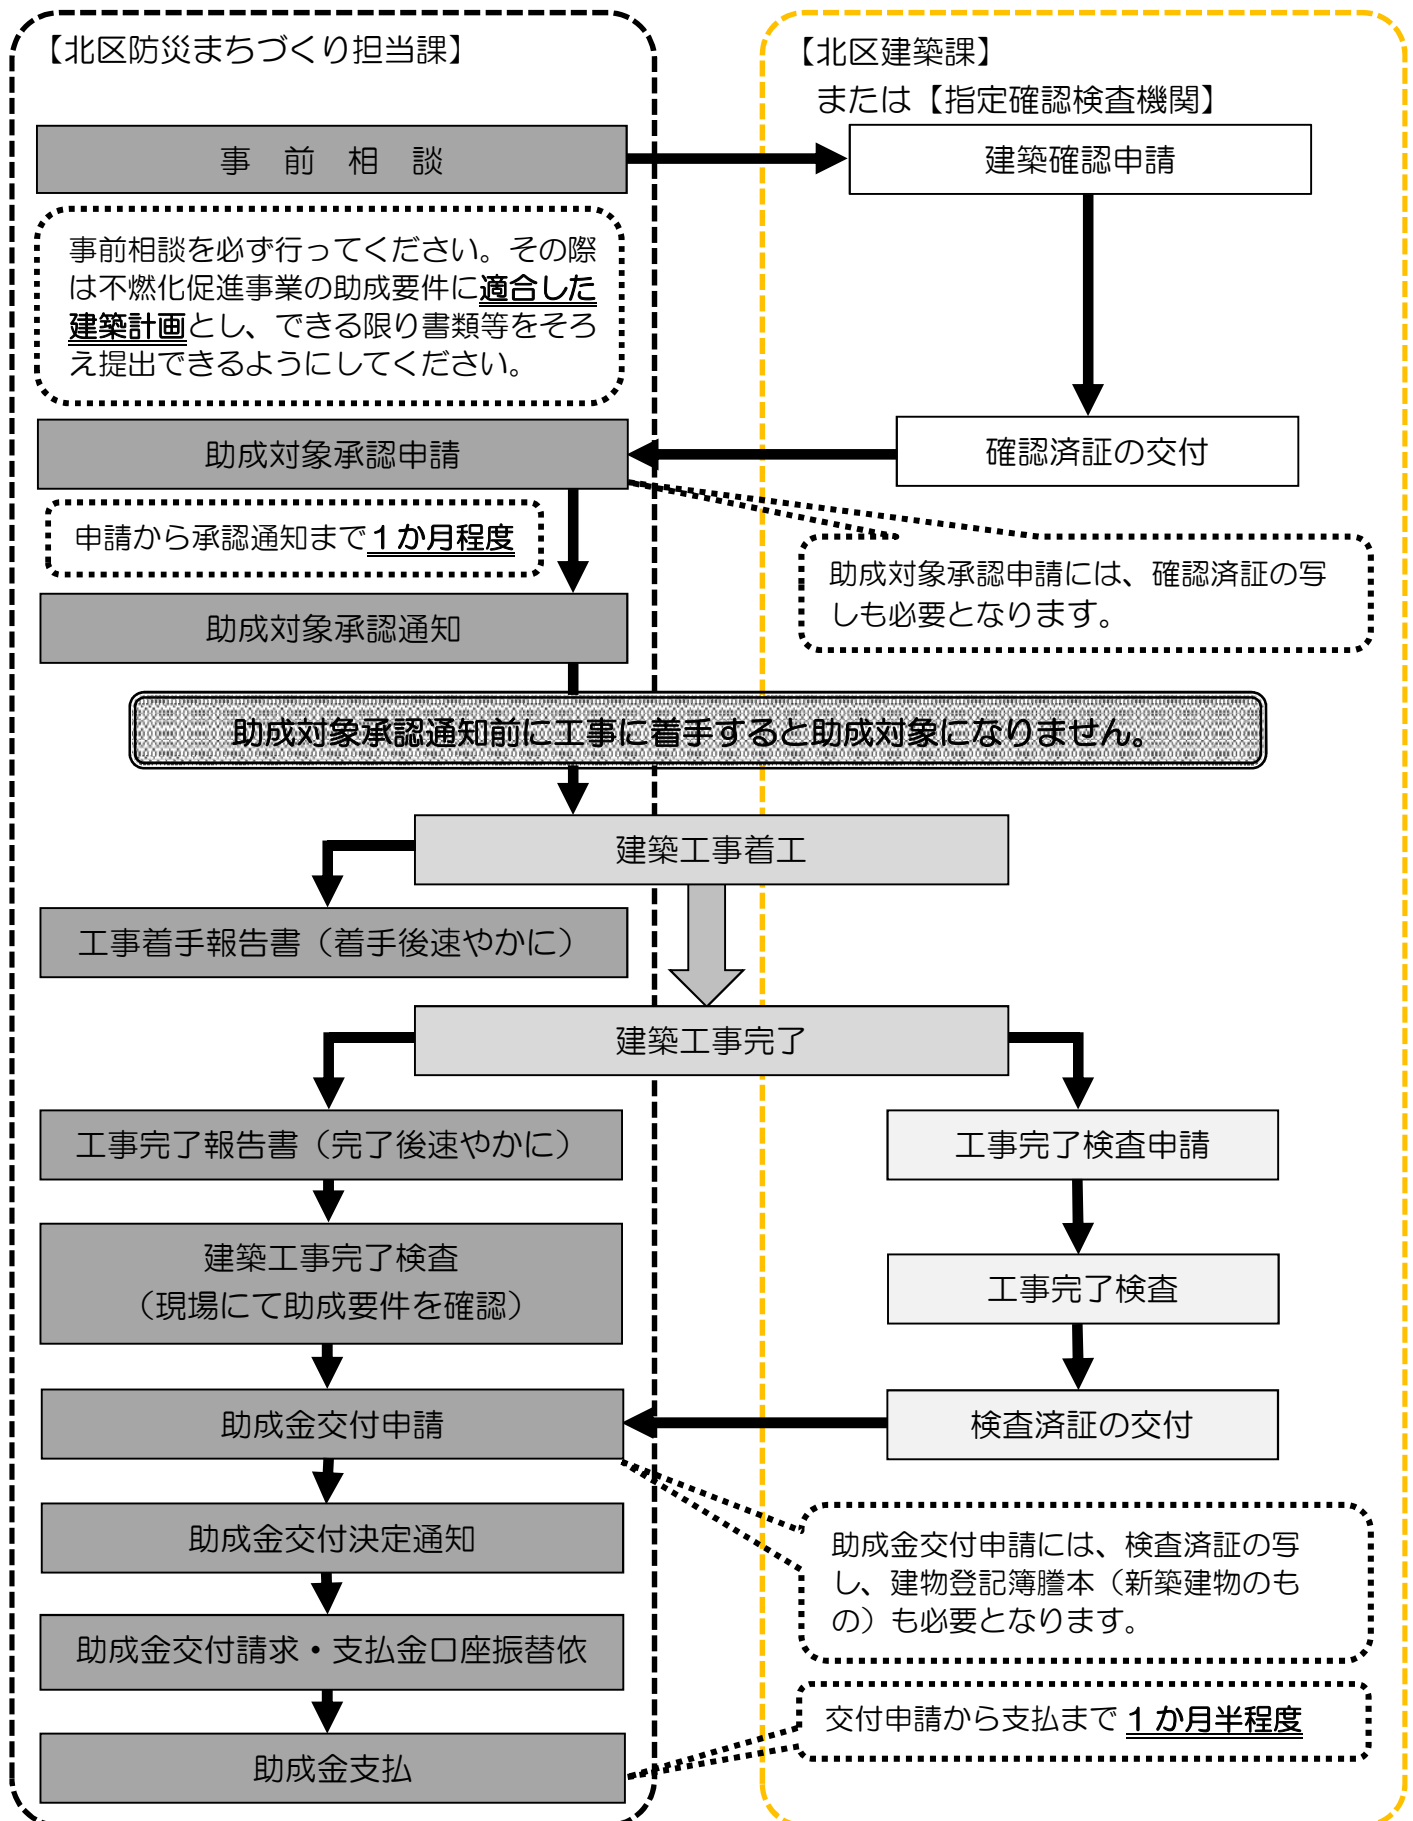 【北区防災まちづくり担当課】
【北区建築課】
または【指定確認検査機関】
事　前　相　談
建築確認申請
事前相談を必ず行ってください。その際
は不燃化促進事業の助成要件に適合した
建築計画とし、できる限り書類等をそろ
え提出できるようにしてください。
助成対象承認申請
確認済証の交付
申請から承認通知まで１か月程度
助成対象承認申請には、確認済証の写
しも必要となります。
助成対象承認通知
助成対象承認通知前に工事に着手すると助成対象になりません。
建築工事着工
工事着手報告書（着手後速やかに）
建築工事完了
工事完了報告書（完了後速やかに）
工事完了検査申請
建築工事完了検査
（現場にて助成要件を確認）
工事完了検査
助成金交付申請
検査済証の交付
助成金交付決定通知
助成金交付申請には、検査済証の写
し、建物登記簿謄本（新築建物のも
の）も必要となります。
助成金交付請求・支払金口座振替依
交付申請から支払まで１か月半程度
助成金支払